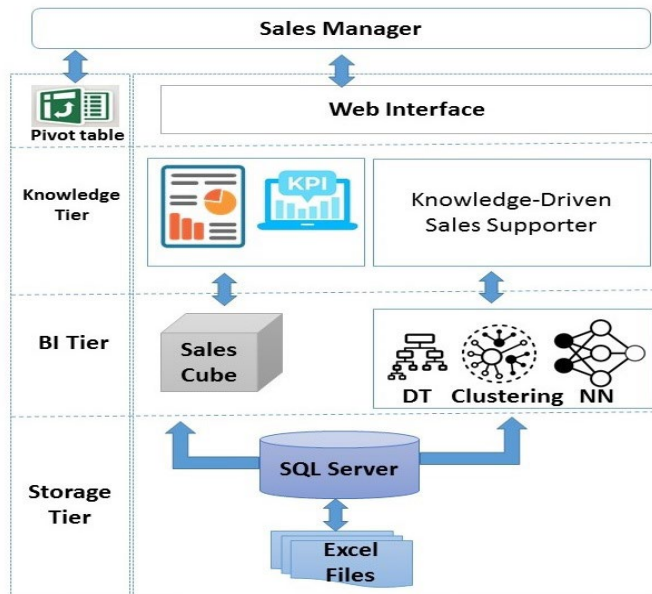 Sales Manager
Pivot table
Web Interface
Knowledge
Tier
KPI
Knowledge-Driven
Sales Supporter
BI Tier
Sales
Cube
DT
Clustering
NN
Storage
Tier
SQL Server
Excel
Files